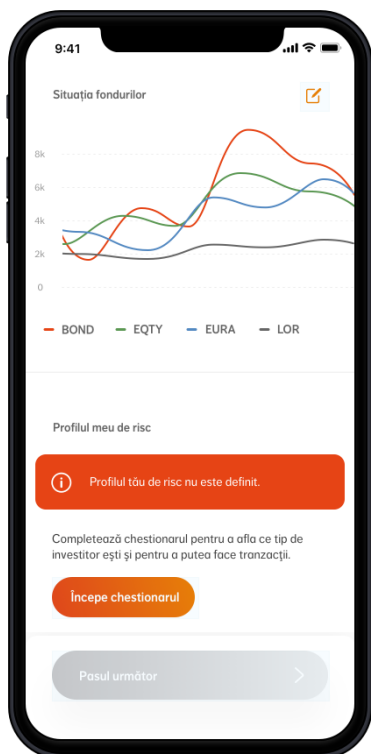 9:41
Situația fondurilor
8k
6k
4k
2k
0
BOND EQTY EURA LOR
Profilul meu de risc
Profilul tău de risc nu este definit.
Completează chestionarul pentru a afla ce tip de
investitor ești și pentru a putea face tranzacţii.
Începe chestionarul
Pasul următor